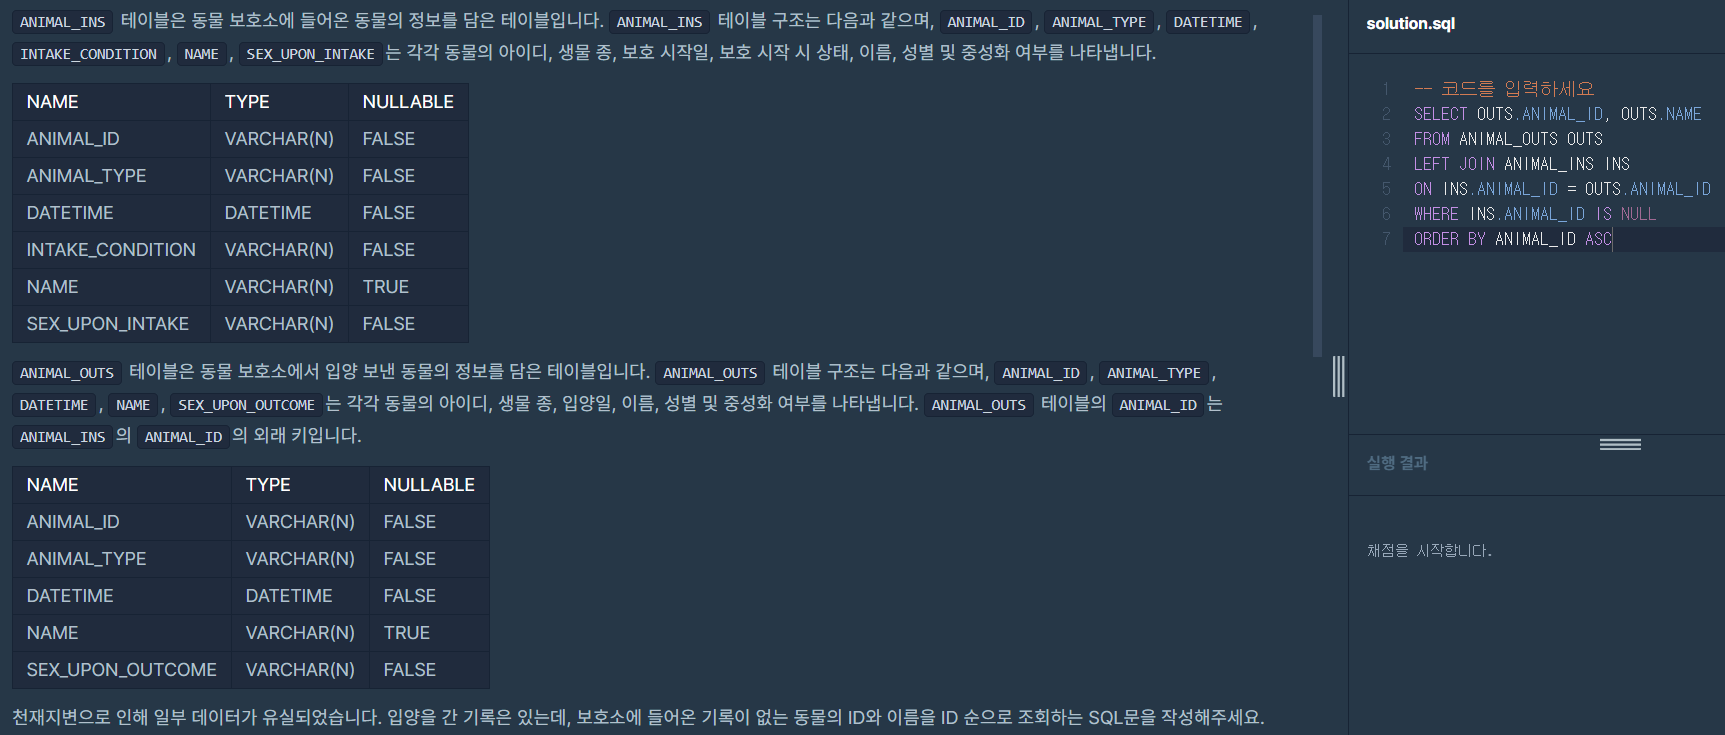 ANIMAL_INS 테이블은 동물 보호소에 들어온 동물의 정보를 담은 테이블입니다. ANIMAL_INS 테이블 구조는 다음과 같으며, ANIMAL_ID , ANIMAL_TYPE , DATETIME ,
INTAKE_CONDITION , NAME , SEX_UPON_INTAKE 는 각각 동물의 아이디, 생물 종, 보호 시작일, 보호 시작 시 상태, 이름, 성별 및 중성화 여부를 나타냅니다.
NAME TYPE NULLABLE
ANIMAL_ID VARCHAR(N) FALSE
ANIMAL_TYPE VARCHAR(N) FALSE
DATETIME DATETIME FALSE
INTAKE_CONDITION VARCHAR(N) FALSE
NAME VARCHAR(N) TRUE
SEX_UPON_INTAKE VARCHAR(N) FALSE
ANIMAL_OUTS 테이블은 동물 보호소에서 입양 보낸 동물의 정보를 담은 테이블입니다. ANIMAL_OUTS 테이블 구조는 다음과 같으며, ANIMAL_ID , ANIMAL_TYPE ,
DATETIME , NAME , SEX_UPON_OUTCOME 는 각각 동물의 아이디, 생물 종, 입양일, 이름, 성별 및 중성화 여부를 나타냅니다. ANIMAL_OUTS 테이블의 ANIMAL_ID 는
ANIMAL_INS 의 ANIMAL_ID 의 외래 키입니다.
NAME TYPE NULLABLE
ANIMAL_ID VARCHAR(N) FALSE
ANIMAL_TYPE VARCHAR(N) FALSE
DATETIME DATETIME FALSE
NAME VARCHAR(N) TRUE
SEX_UPON_OUTCOME VARCHAR(N) FALSE
천재지변으로 인해 일부 데이터가 유실되었습니다. 입양을 간 기록은 있는데, 보호소에 들어온 기록이 없는 동물의 ID와 이름을 ID 순으로 조회하는 SQL문을 작성해주세요.
solution.sql
1 -- 코드를 입력하세요
2 SELECT OUTS.ANIMAL_ID, OUTS.NAME
3 FROM ANIMAL_OUTS OUTS
4 LEFT JOIN ANIMAL_INS INS
5 ON INS.ANIMAL_ID = OUTS.ANIMAL_ID
6 WHERE INS.ANIMAL_ID IS NULL
7 ORDER BY ANIMAL_ID ASC
실행 결과
채점을 시작합니다.